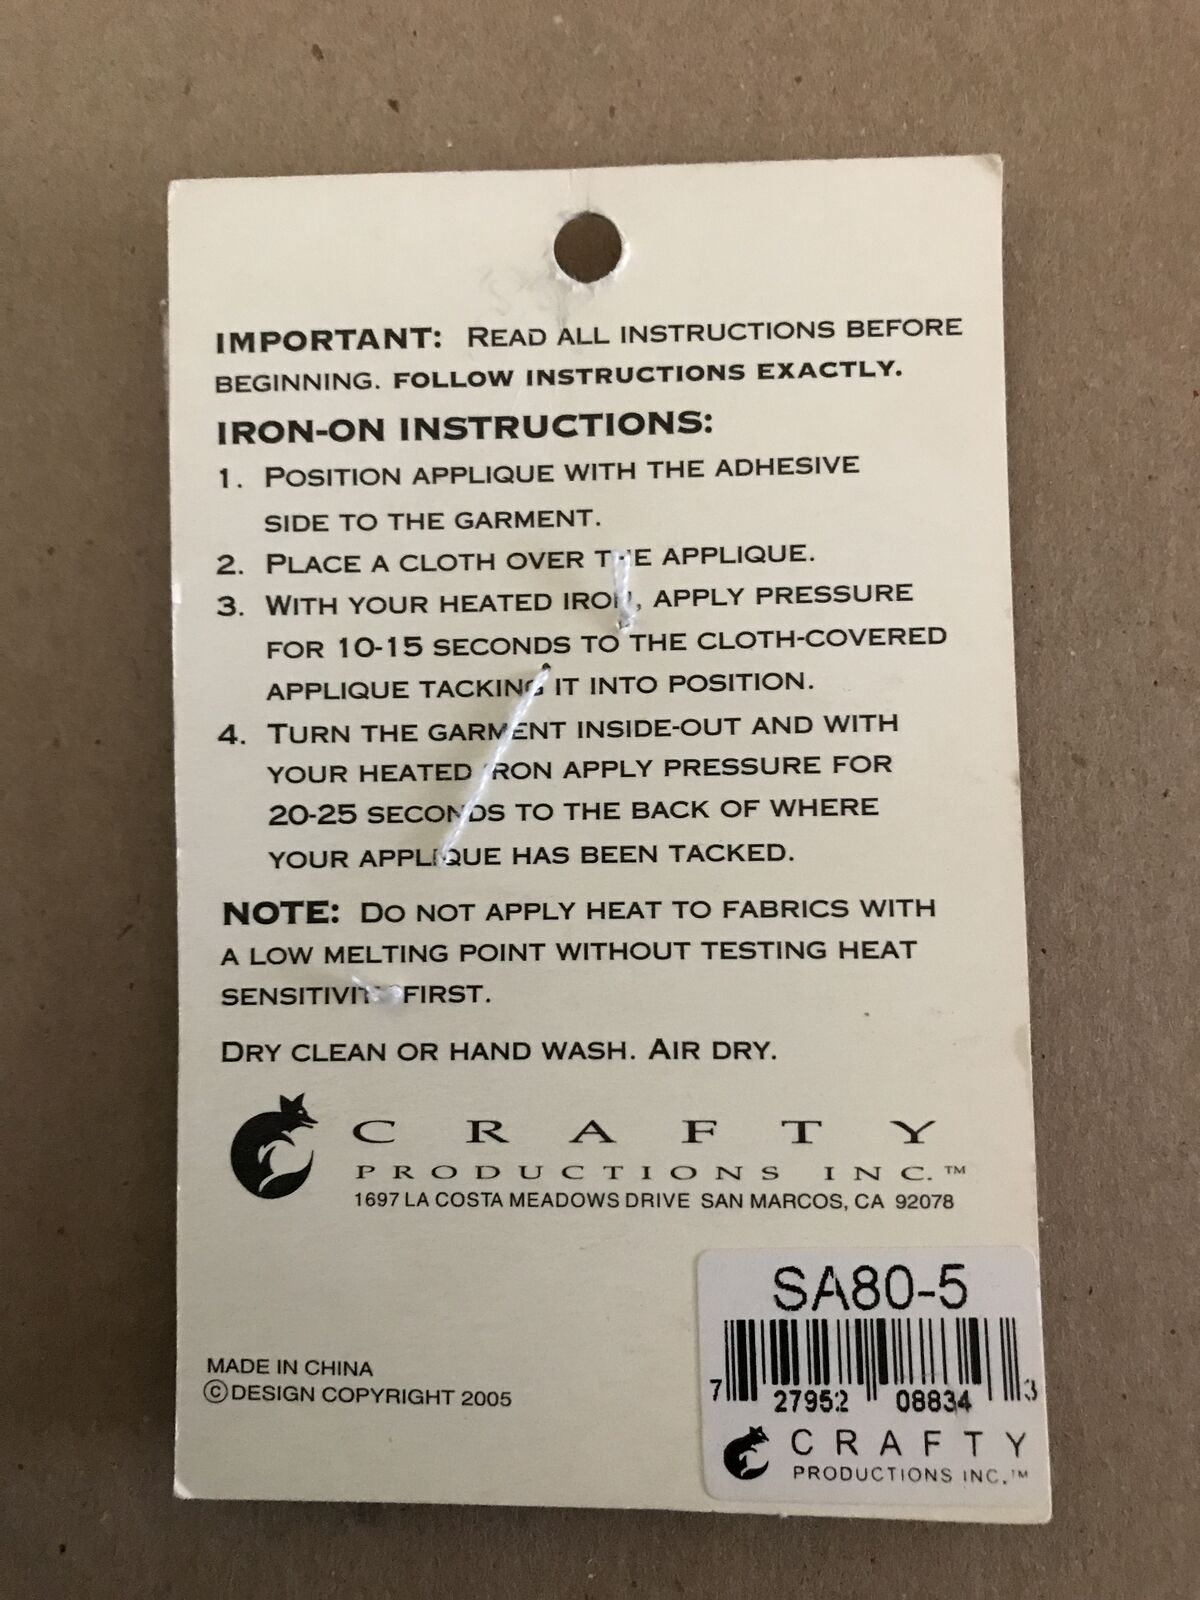 IMPORTANT: READ ALL INSTRUCTIONS BEFORE
BEGINNING. FOLLOW INSTRUCTIONS EXACTLY.
IRON-ON INSTRUCTIONS:
1. POSITION APPLIQUE WITH THE ADHESIVE
SIDE TO THE GARMENT.
2. PLACE A CLOTH OVER THE APPLIQUE.
3. WITH YOUR HEATED IRON, APPLY PRESSURE
FOR 10-15 SECONDS TO THE CLOTH-COVERED
APPLIQUE TACKING IT INTO POSITION.
4. TURN THE GARMENT INSIDE-OUT AND WITH
YOUR HEATED IRON APPLY PRESSURE FOR
20-25 SECONDS TO THE BACK OF WHERE
YOUR APPLIQUE HAS BEEN TACKED.
NOTE: DO NOT APPLY HEAT TO FABRICS WITH
A LOW MELTING POINT WITHOUT TESTING HEAT
SENSITIVITY FIRST.
DRY CLEAN OR HAND WASH. AIR DRY.
CRAFTY
PRODUCTIONS INC.™
1697 LA COSTA MEADOWS DRIVE SAN MARCOS, CA 92078
MADE IN CHINA
©DESIGN COPYRIGHT 2005
SA80-5
7 27952 08834 3
CRAFTY
PRODUCTIONS INC.™